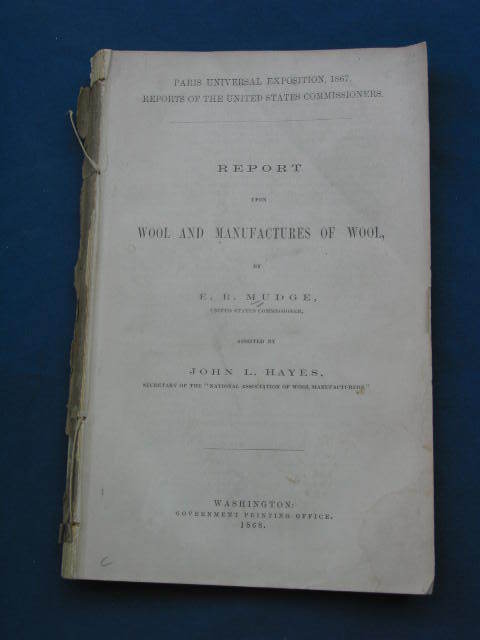 PARIS UNIVERSAL EXPOSITION, 1867.
REPORTS OF THE UNITED STATES COMMISSIONERS.
REPORT
UPON
WOOL AND MANUFACTURES OF WOOL,
BY
E. R. MUDGE,
UNITED STATES COMMISSIONER,
ASSISTED BY
JOHN L. HAYES,
SECRETARY OF THE "NATIONAL ASSOCIATION OF WOOL MANUFACTURERS."
WASHINGTON:
GOVERNMENT PRINTING OFFICE.
1868.
C